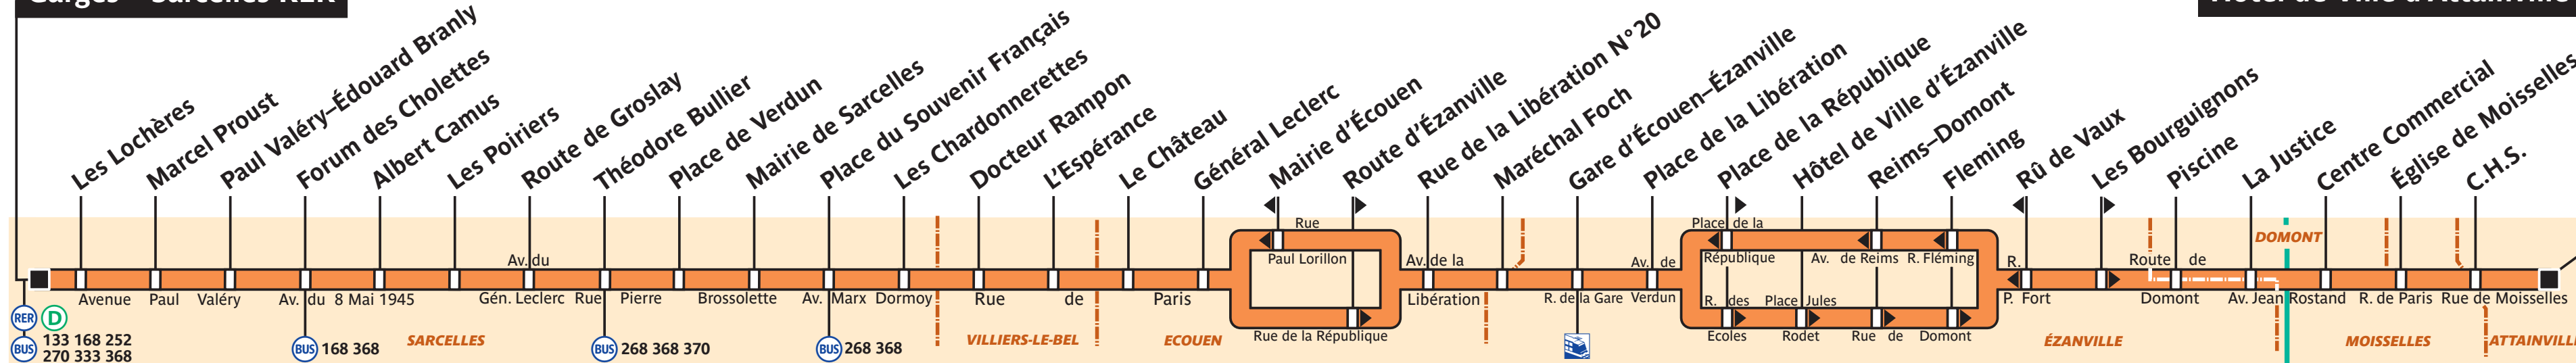 Garges – Sarcelles RER
Hôtel de Ville d'Attainville
Les Lochères
Marcel Proust
Paul Valéry–Édouard Branly
Forum des Cholettes
Albert Camus
Les Poiriers
Route de Groslay
Théodore Bullier
Place de Verdun
Mairie de Sarcelles
Place du Souvenir Français
Les Chardonnerettes
Docteur Rampon
L'Espérance
Le Château
Général Leclerc
Mairie d'Écouen
Route d'Ézanville
Rue de la Libération N°20
Maréchal Foch
Gare d'Écouen–Ézanville
Place de la Libération
Place de la République
Hôtel de Ville d'Ézanville
Reims–Domont
Fleming
Rû de Vaux
Les Bourguignons
Piscine
La Justice
Centre Commercial
Église de Moisselles
C.H.S.
Avenue Paul Valéry
Av. du 8 Mai 1945
Av. du
Gén. Leclerc
Rue Pierre Brossolette
Av. Marx Dormoy
Rue de Paris
Rue
Paul Lorillon
Rue de la République
Av. de la
Libération
R. de la Gare
Av. de
Verdun
Place de la
République
Av. de Reims
R. Fléming
R. des
Ecoles
Place Jules
Rodet
Rue de Domont
R.
P. Fort
Route de
Domont
Av. Jean Rostand
R. de Paris
Rue de Moisselles
RER D
BUS 133 168 252
270 333 368
BUS 168 368
BUS 268 368 370
BUS 268 368
SARCELLES
VILLIERS-LE-BEL
ECOUEN
ÉZANVILLE
DOMONT
MOISSELLES
ATTAINVILL